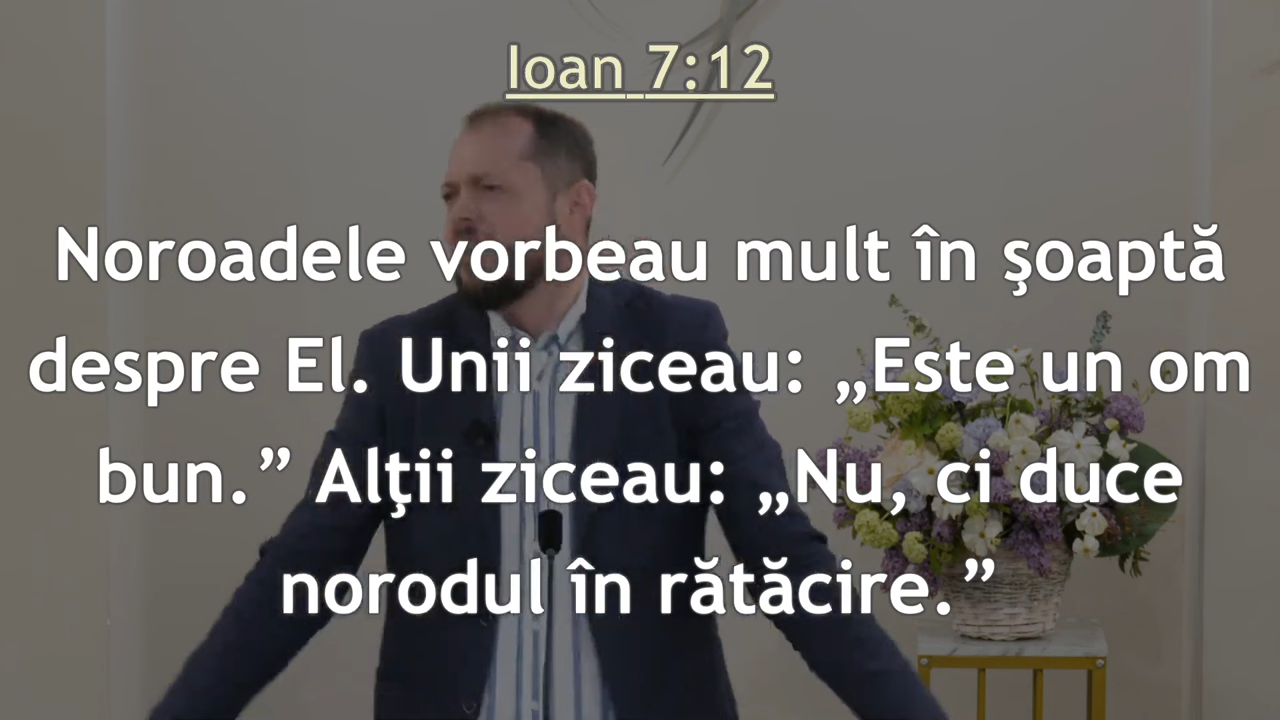 Ioan 7:12
Noroadele vorbeau mult în şoaptă
despre El. Unii ziceau: „Este un om
bun.” Alţii ziceau: „Nu, ci duce
norodul în rătăcire.”